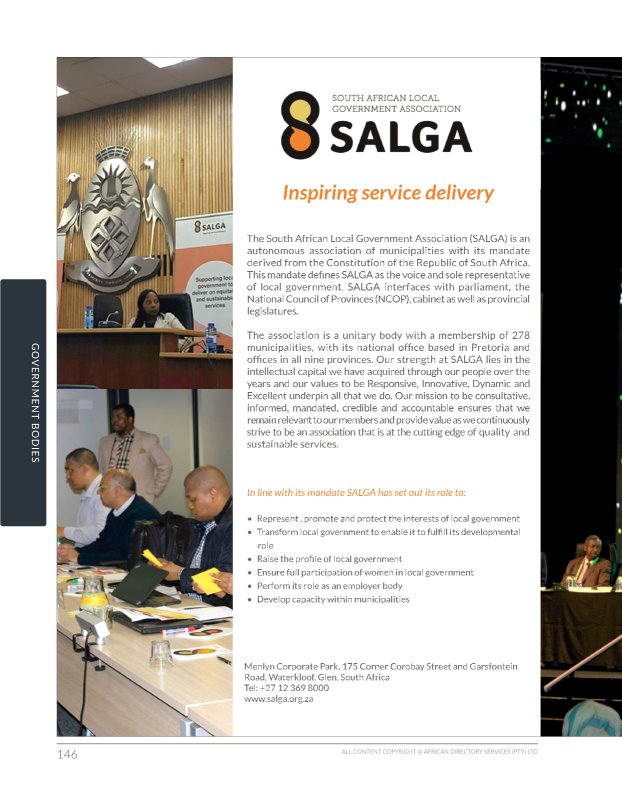 SOUTH AFRICAN LOCAL
GOVERNMENT ASSOCIATION
SALGA
Inspiring service delivery
The South African Local Government Association (SALGA) is an
autonomous association of municipalities with its mandate
derived from the Constitution of the Republic of South Africa.
This mandate defines SALGA as the voice and sole representative
of local government. SALGA interfaces with parliament, the
National Council of Provinces (NCOP), cabinet as well as provincial
legislatures.
The association is a unitary body with a membership of 278
municipalities, with its national office based in Pretoria and
offices in all nine provinces. Our strength at SALGA lies in the
intellectual capital we have acquired through our people over the
years and our values to be Responsive, Innovative, Dynamic and
Excellent underpin all that we do. Our mission to be consultative,
informed, mandated, credible and accountable ensures that we
remain relevant to our members and provide value as we continuously
strive to be an association that is at the cutting edge of quality and
sustainable services.
In line with its mandate SALGA has set out its role to:
• Represent , promote and protect the interests of local government
• Transform local government to enable it to fulfill its developmental
role
• Raise the profile of local government
• Ensure full participation of women in local government
• Perform its role as an employer body
• Develop capacity within municipalities
Menlyn Corporate Park, 175 Corner Corobay Street and Garsfontein
Road, Waterkloof, Glen, South Africa
Tel: +27 12 369 8000
www.salga.org.za
SALGA
Supporting local
government to
deliver on equitable
and sustainable
services
GOVERNMENT BODIES
146
ALL CONTENT COPYRIGHT @ AFRICAN DIRECTORY SERVICES (PTY) LTD